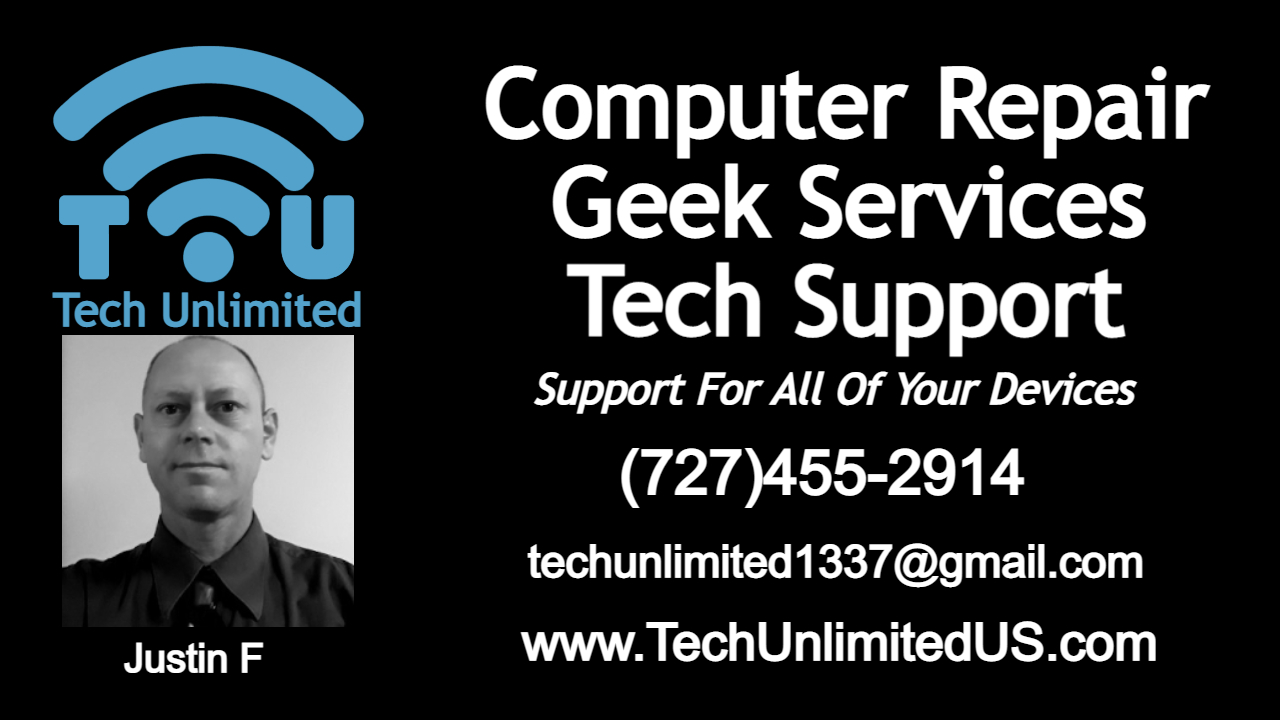 T U
Tech Unlimited
Justin F
Computer Repair
Geek Services
Tech Support
Support For All Of Your Devices
(727)455-2914
techunlimited1337@gmail.com
www.TechUnlimitedUS.com